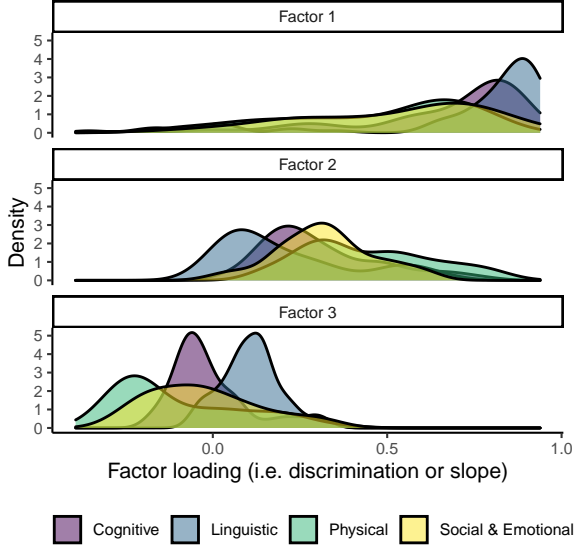 Factor 1
5
4
3
2
1
0
Factor 2
5
4
3
2
1
0
Factor 3
5
4
3
2
1
0
Density
0.0 0.5 1.0
Factor loading (i.e. discrimination or slope)
Cognitive Linguistic Physical Social & Emotional